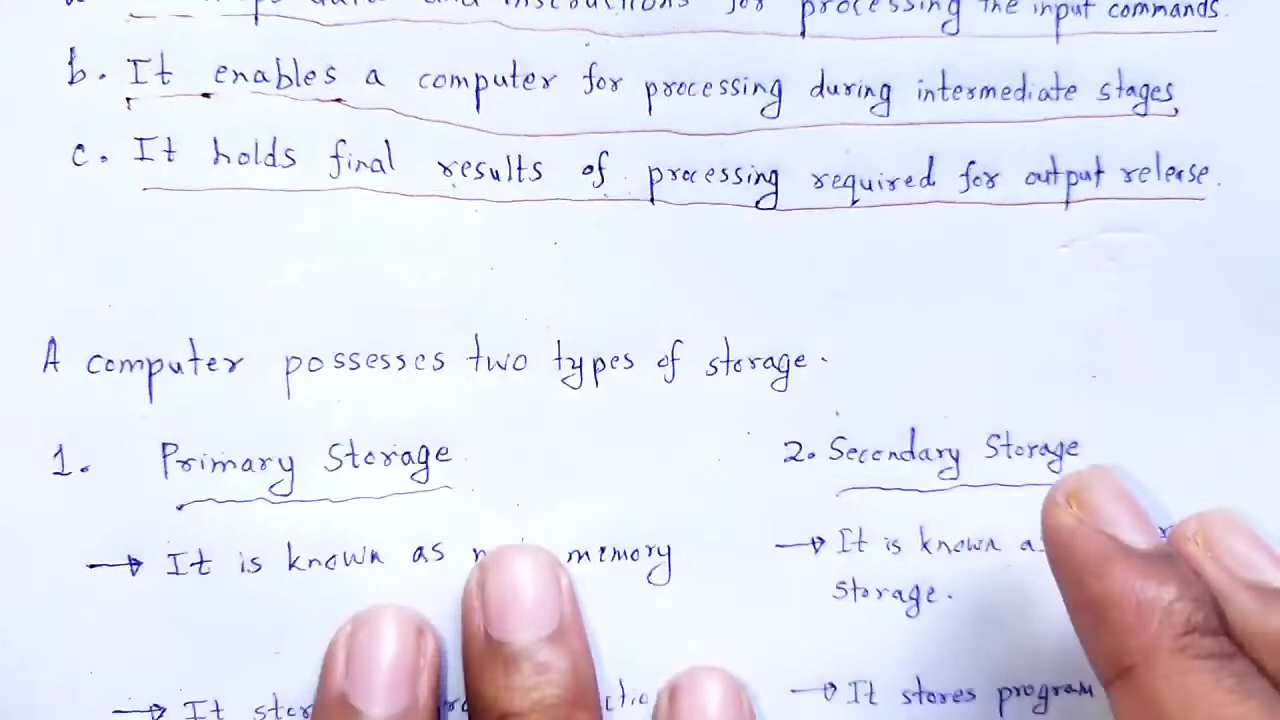 instructions for processing the input commands.
b. It enables a computer for processing during intermediate stages,
c. It holds final results of processing required for output release.
A computer possesses two types of storage.
1. Primary Storage
2. Secondary Storage
→ It is known as memory
→ It is known
storage.
→ It
→ It stores program